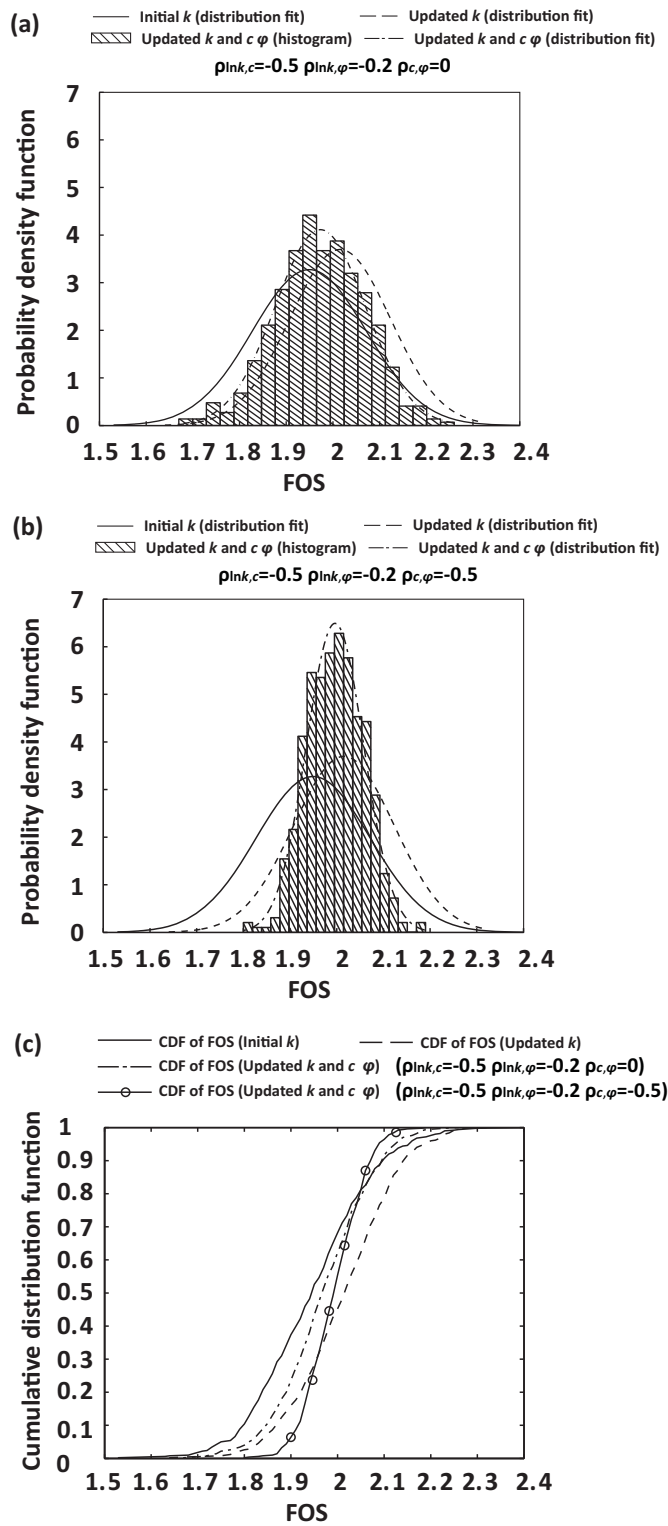 (a)
Initial k (distribution fit) Updated k (distribution fit)
Updated k and c φ (histogram) Updated k and c φ (distribution fit)
ρlnk,c=-0.5 ρlnk,φ=-0.2 ρc,φ=0
7
6
5
4
3
2
1
0
Probability density function
1.5 1.6 1.7 1.8 1.9 2 2.1 2.2 2.3 2.4
FOS
(b)
Initial k (distribution fit) Updated k (distribution fit)
Updated k and c φ (histogram) Updated k and c φ (distribution fit)
ρlnk,c=-0.5 ρlnk,φ=-0.2 ρc,φ=-0.5
7
6
5
4
3
2
1
0
Probability density function
1.5 1.6 1.7 1.8 1.9 2 2.1 2.2 2.3 2.4
FOS
(c)
CDF of FOS (Initial k) CDF of FOS (Updated k)
CDF of FOS (Updated k and c φ) (ρlnk,c=-0.5 ρlnk,φ=-0.2 ρc,φ=0)
CDF of FOS (Updated k and c φ) (ρlnk,c=-0.5 ρlnk,φ=-0.2 ρc,φ=-0.5)
1
0.9
0.8
0.7
0.6
0.5
0.4
0.3
0.2
0.1
0
Cumulative distribution function
1.5 1.6 1.7 1.8 1.9 2 2.1 2.2 2.3 2.4
FOS